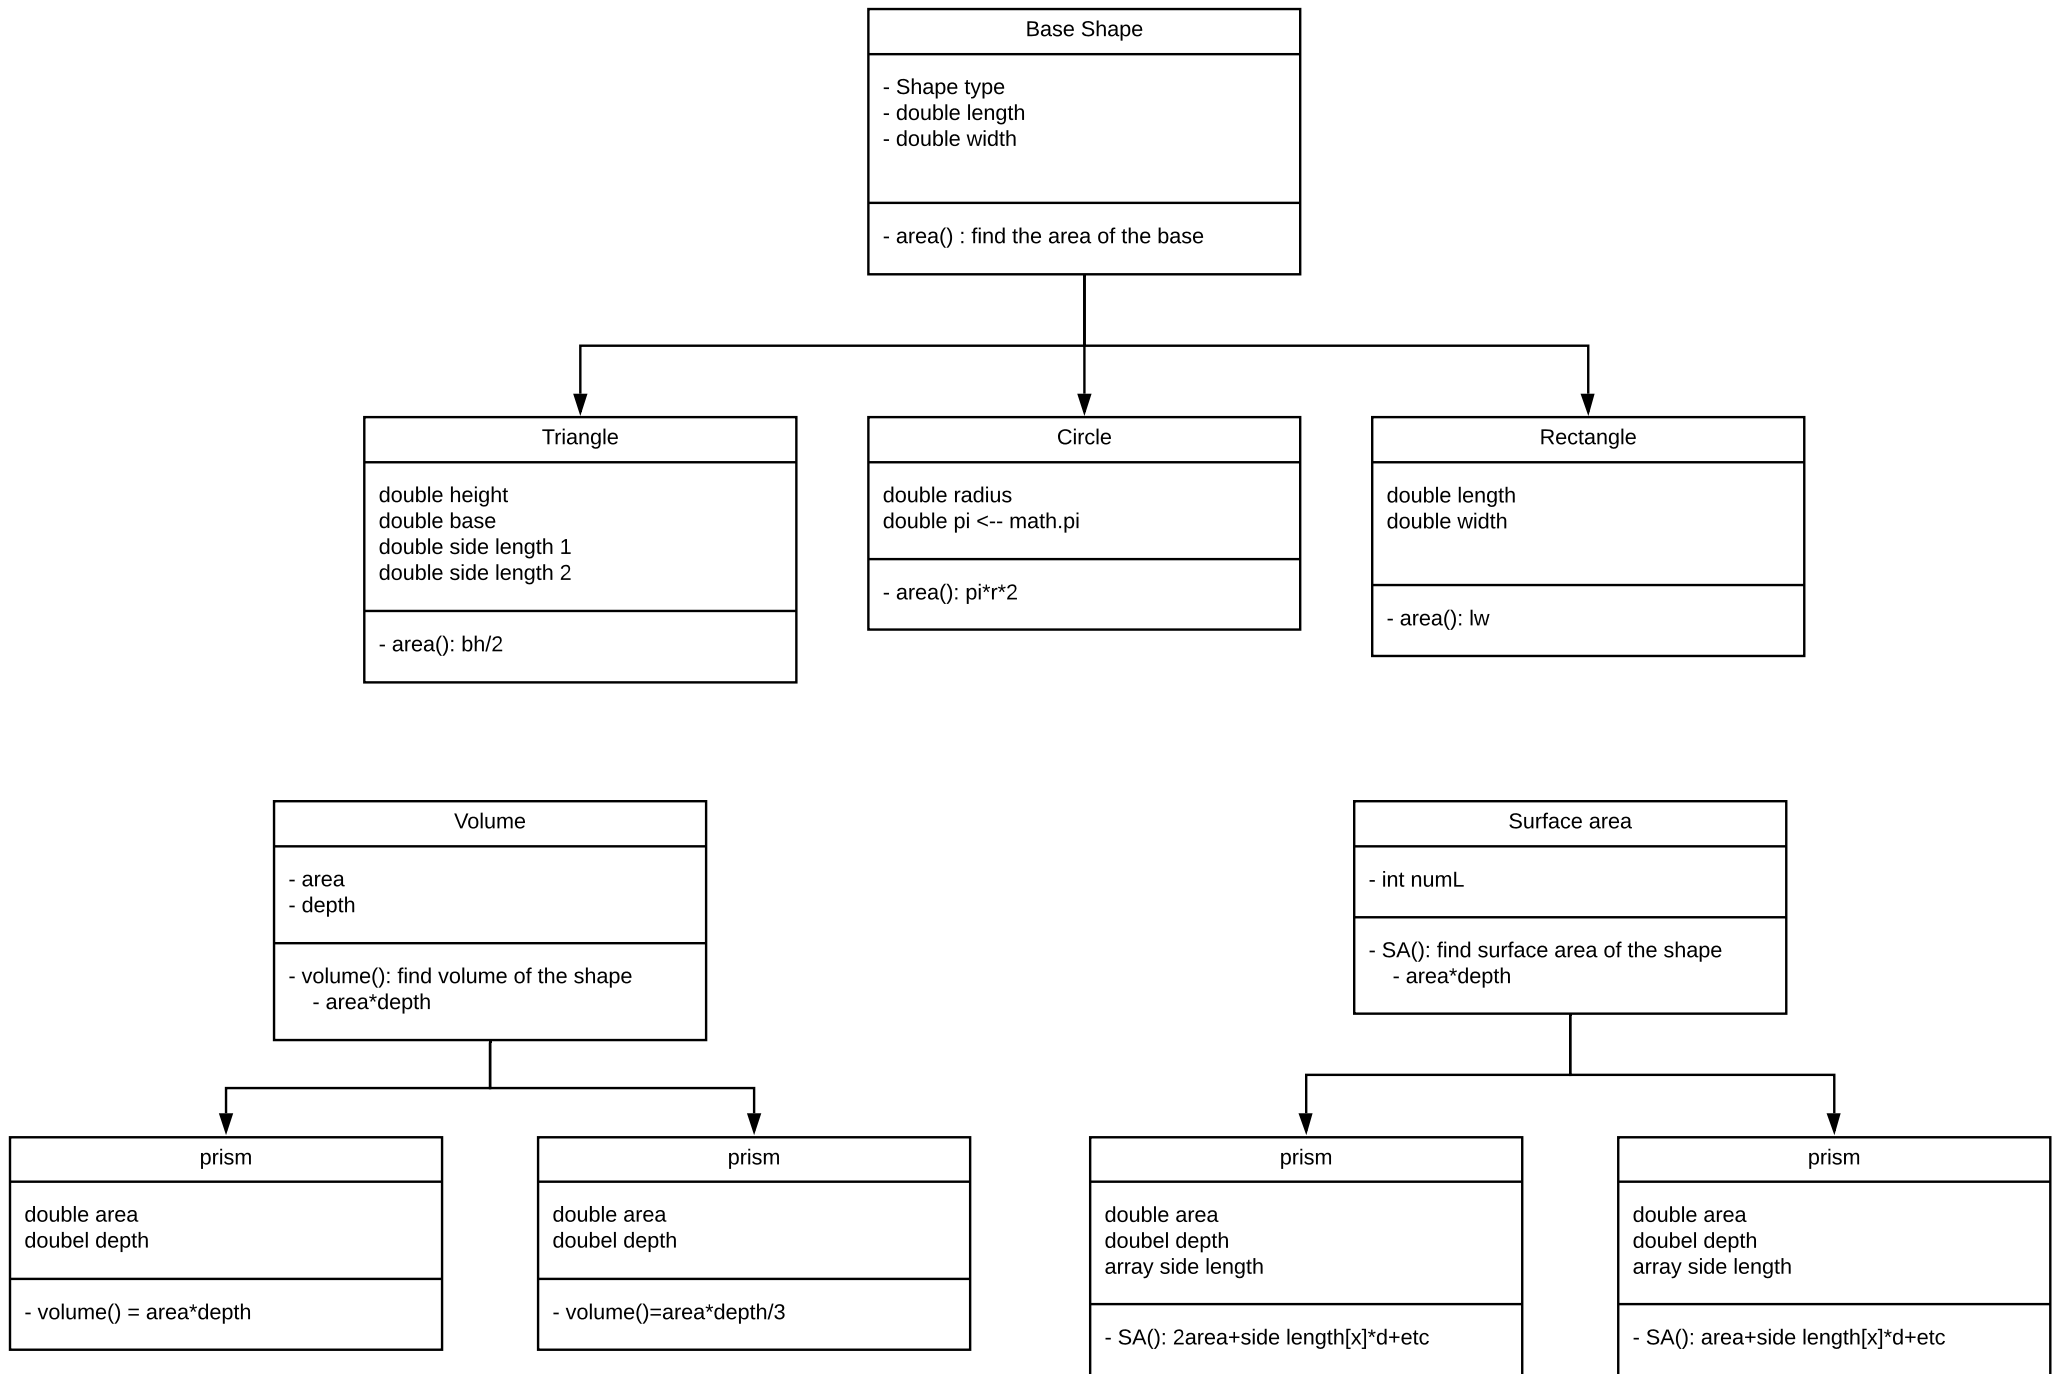 Base Shape
- Shape type
- double length
- double width
- area() : find the area of the base
Triangle
double height
double base
double side length 1
double side length 2
- area(): bh/2
Circle
double radius
double pi <-- math.pi
- area(): pi*r*2
Rectangle
double length
double width
- area(): lw
Volume
- area
- depth
- volume(): find volume of the shape
- area*depth
Surface area
- int numL
- SA(): find surface area of the shape
- area*depth
prism
double area
doubel depth
- volume() = area*depth
prism
double area
doubel depth
- volume()=area*depth/3
prism
double area
doubel depth
array side length
- SA(): 2area+side length[x]*d+etc
prism
double area
doubel depth
array side length
- SA(): area+side length[x]*d+etc